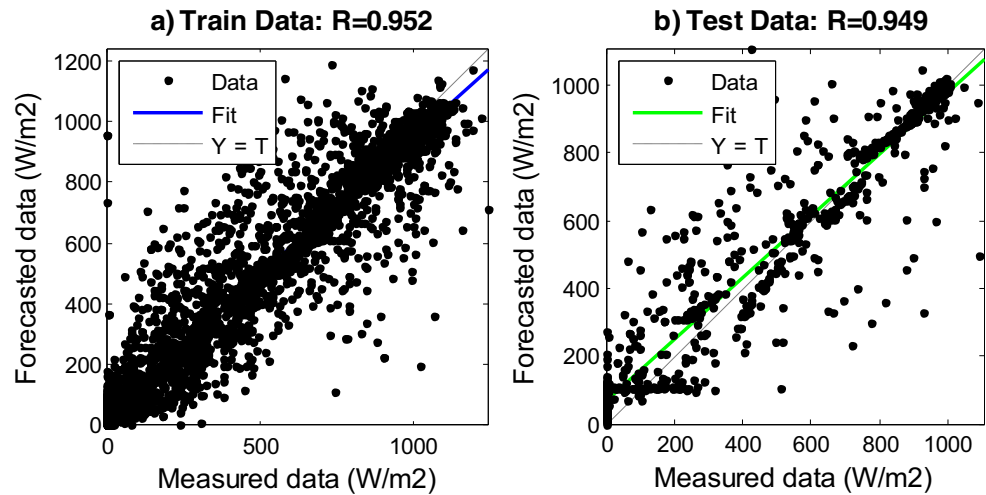 a) Train Data: R=0.952
1200
1000
800
600
400
200
0
0
500
1000
Forecasted data (W/m2)
Measured data (W/m2)
Data
Fit
Y = T
b) Test Data: R=0.949
1000
800
600
400
200
0
0
200
400
600
800
1000
Forecasted data (W/m2)
Measured data (W/m2)
Data
Fit
Y = T